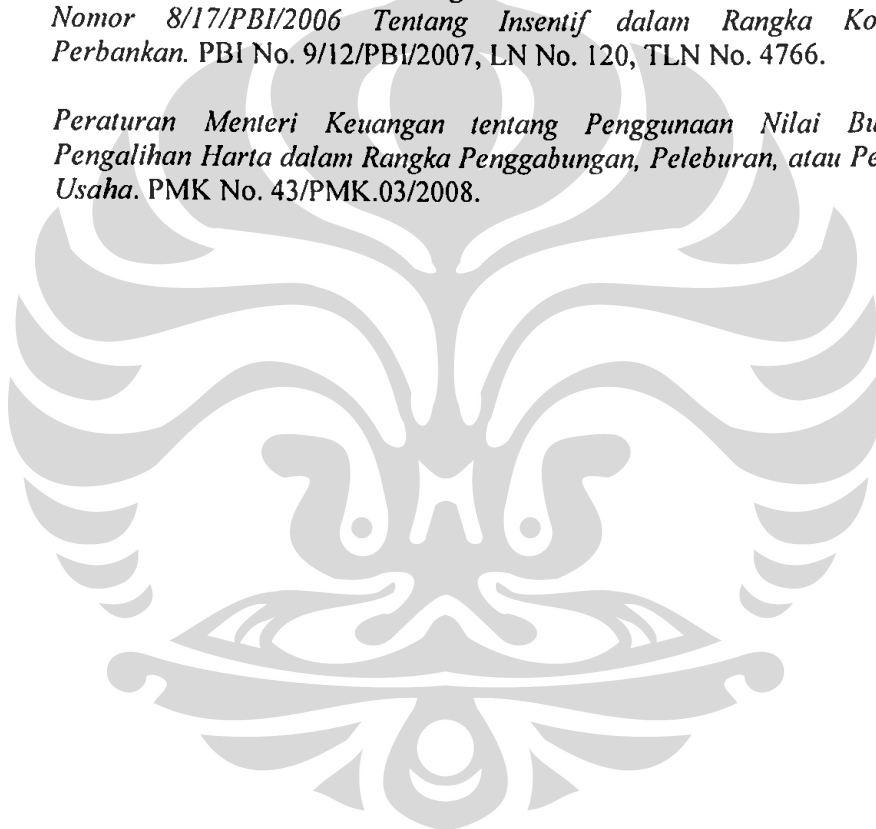 Nomor 8/17/PBI/2006 Tentang Insentif dalam Rangka Ko
Perbankan. PBI No. 9/12/PBI/2007, LN No. 120, TLN No. 4766.
Peraturan Menteri Keuangan tentang Penggunaan Nilai Bu
Pengalihan Harta dalam Rangka Penggabungan, Peleburan, atau Pe
Usaha. PMK No. 43/PMK.03/2008.